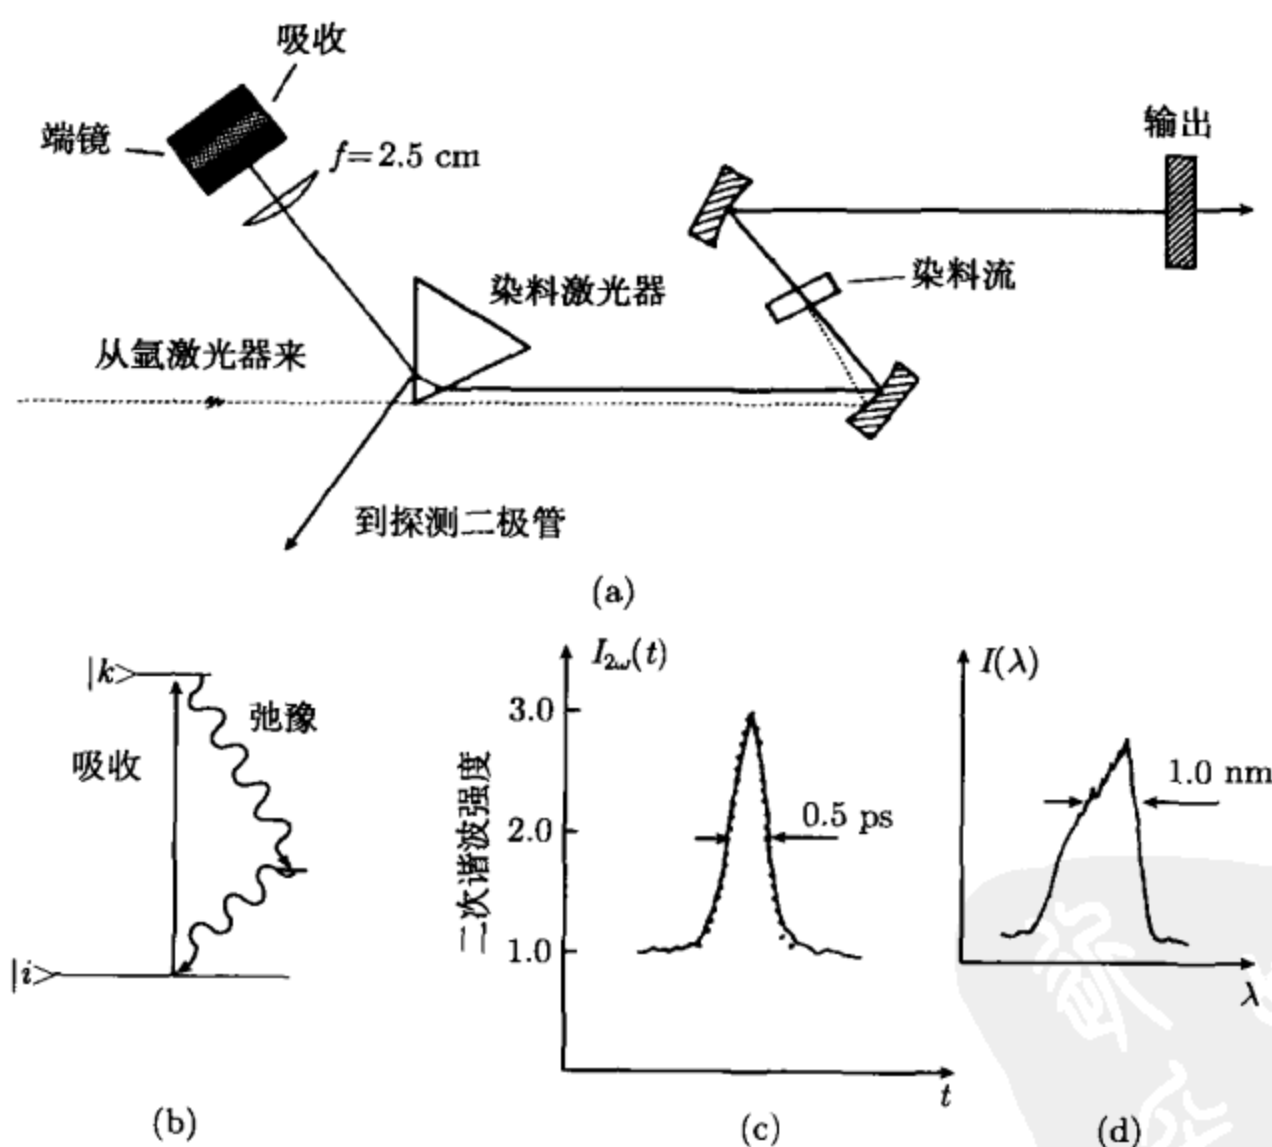 吸收
端镜
f=2.5 cm
输出
染料激光器
染料流
从氩激光器来
到探测二极管
(a)
|k>
弛豫
吸收
|i>
(b)
I₂ω(t)
二次谐波强度
3.0
2.0
1.0
0.5 ps
t
(c)
I(λ)
1.0 nm
λ
(d)